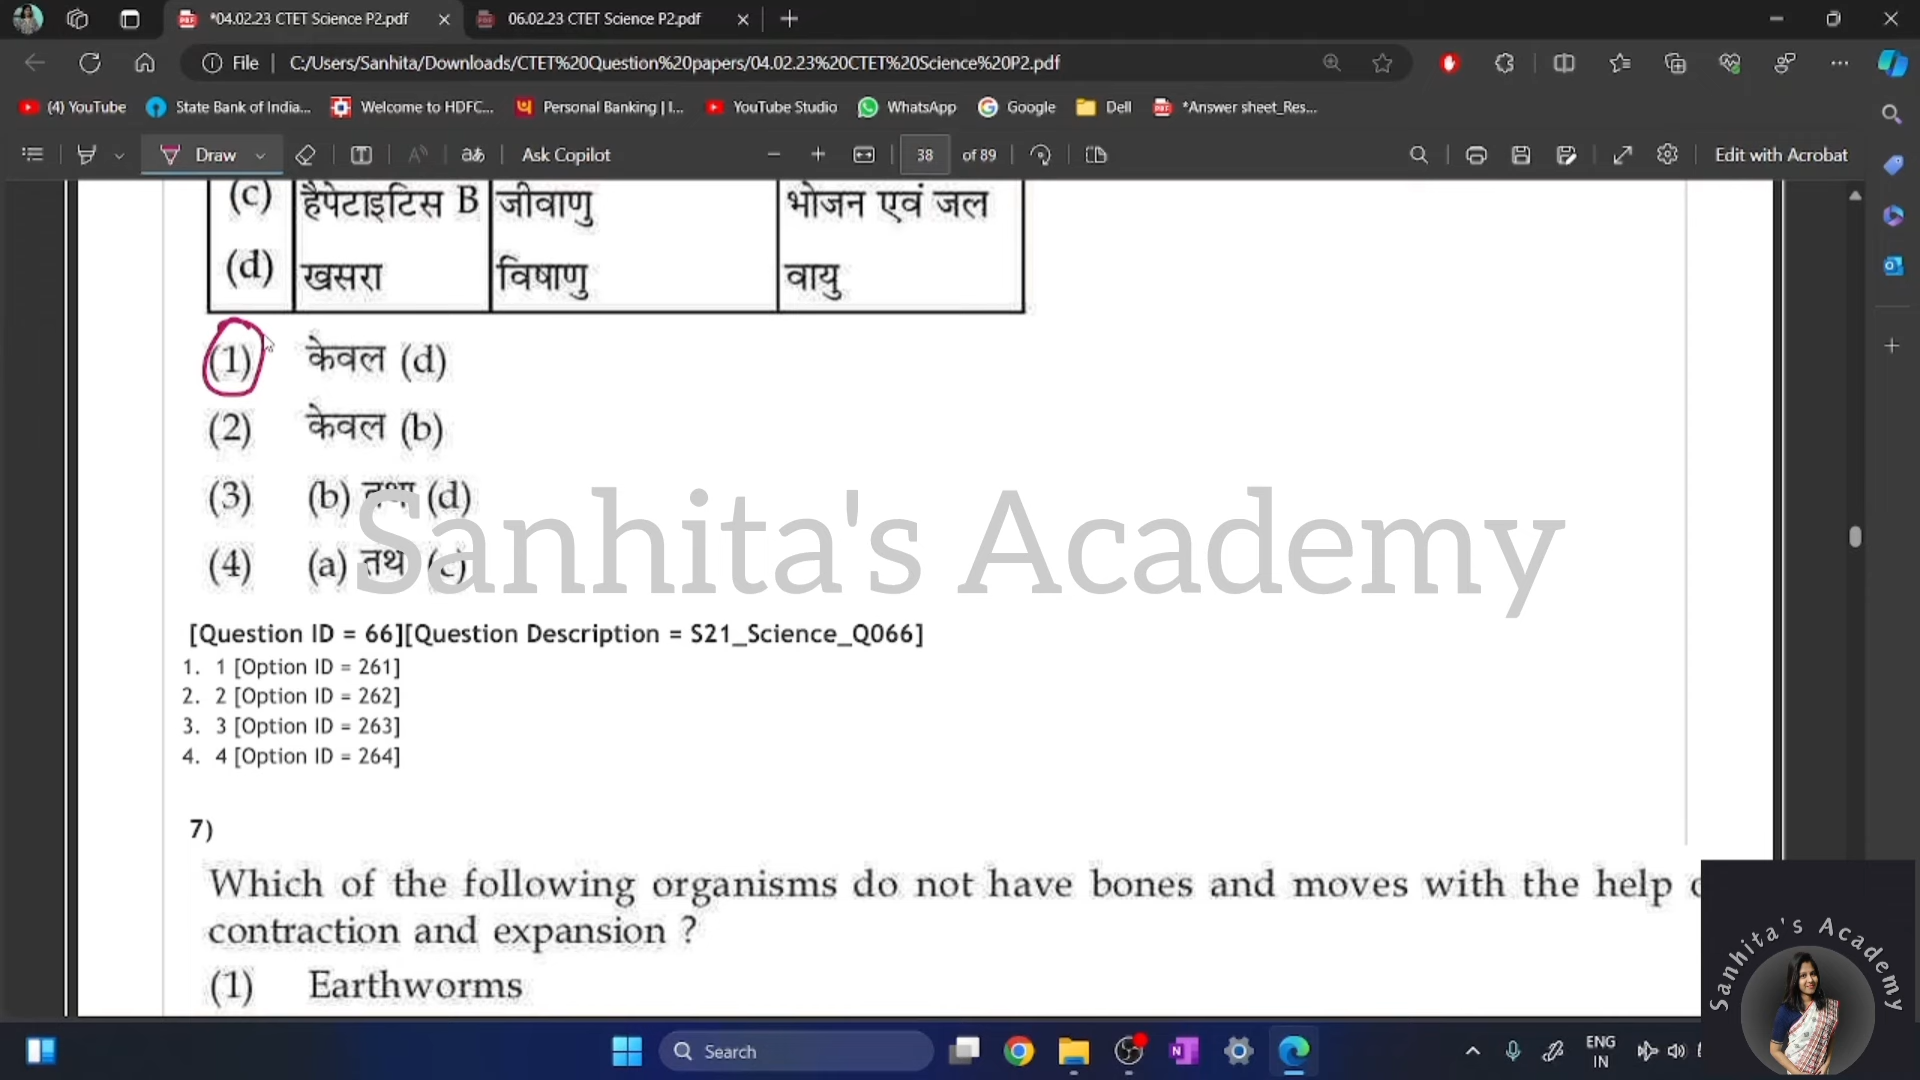 *04.02.23 CTET Science P2.pdf
06.02.23 CTET Science P2.pdf
File
C:/Users/Sanhita/Downloads/CTET%20Question%20papers/04.02.23%20CTET%20Science%20P2.pdf
(4) YouTube
State Bank of India...
Welcome to HDFC...
Personal Banking | I...
YouTube Studio
WhatsApp
Google
Dell
*Answer sheet_Res...
Draw
Ask Copilot
38 of 89
Edit with Acrobat
(c) हैपेटाइटिस B जीवाणु भोजन एवं जल
(d) खसरा विषाणु वायु
(1) केवल (d)
(2) केवल (b)
(3) (b) तथा (d)
(4) (a) तथ (c)
Sanhita's Academy
[Question ID = 66][Question Description = S21_Science_Q066]
1. 1 [Option ID = 261]
2. 2 [Option ID = 262]
3. 3 [Option ID = 263]
4. 4 [Option ID = 264]
7)
Which of the following organisms do not have bones and moves with the help
contraction and expansion ?
(1) Earthworms
Sanhita's Academy
Search
ENG
IN